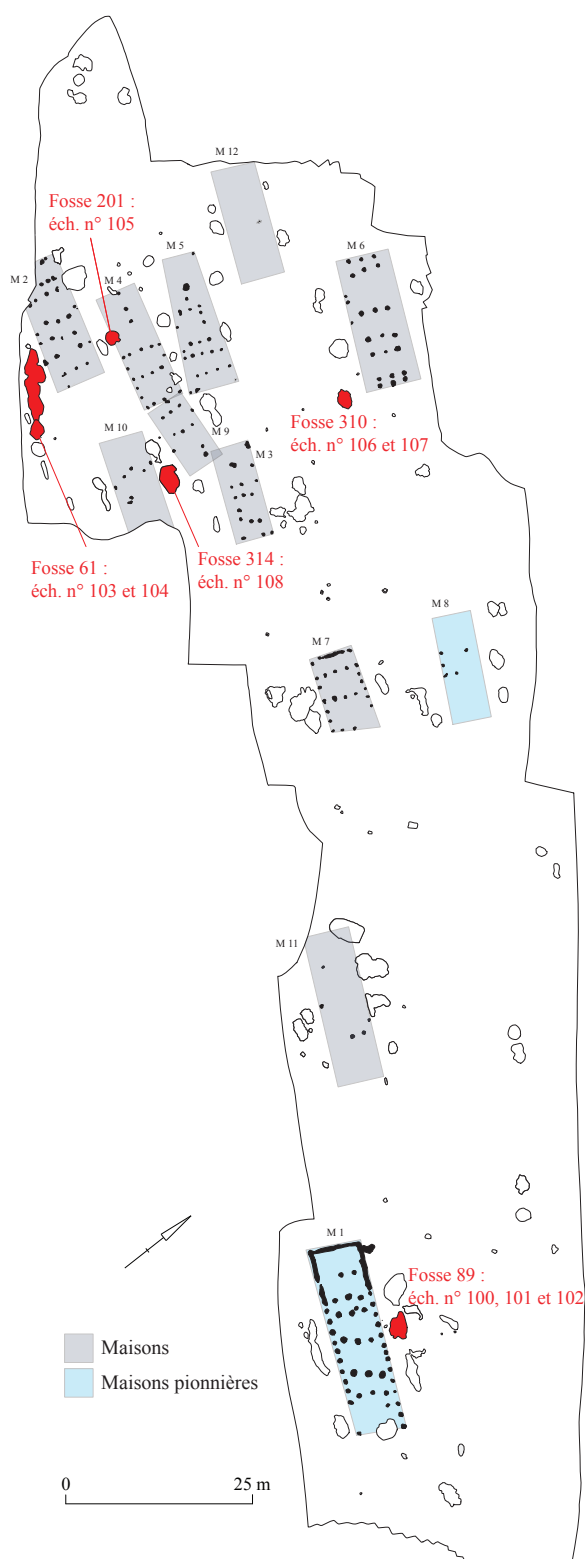 M 12
Fosse 201 :
éch. n° 105
M 5
M 6
M 2
M 4
Fosse 310 :
éch. n° 106 et 107
M 10
M 9
M 3
Fosse 61 :
éch. n° 103 et 104
Fosse 314 :
éch. n° 108
M 8
M 7
M 11
M 1
Fosse 89 :
éch. n° 100, 101 et 102
Maisons
Maisons pionnières
0
25 m